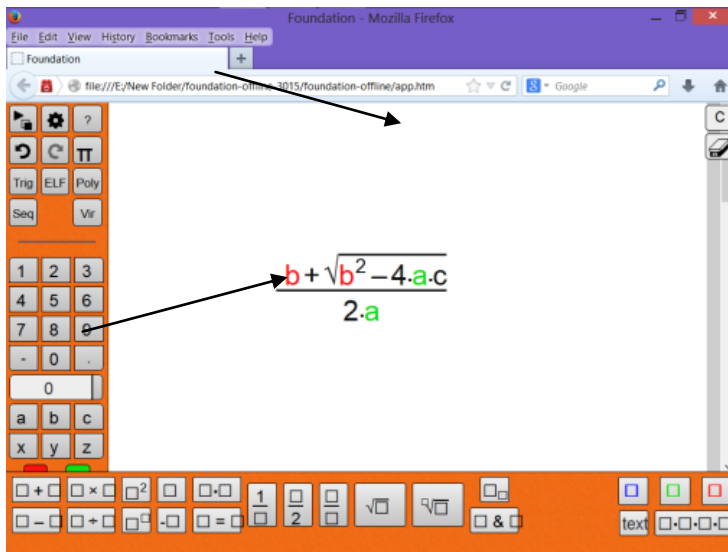 Foundation - Mozilla Firefox
File Edit View History Bookmarks Tools Help
Foundation +
file:///E:/New Folder/foundation-offline-3015/foundation-offline/app.htm
8 Google
? C
π
Trig ELF Poly
Seq Vir
b + √b² – 4·a·c
2·a
1 2 3
4 5 6
7 8 9
- 0 .
0
a b c
x y z
□ + □ □ × □ □² □ □·□ 1/□ □/2 □/□ √□ □√□ □□ □ □ □
□ – □ □ ÷ □ □□ -□ □ = □ □ & □ text □·□·□·□